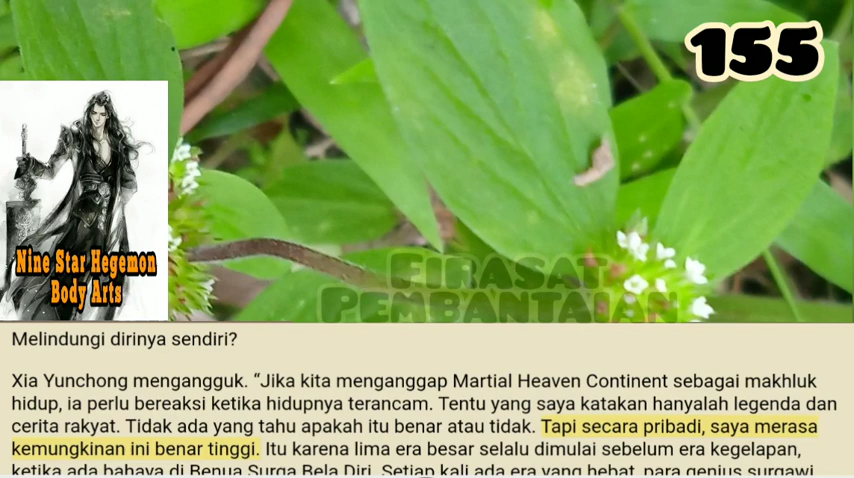 155
Nine Star Hegemon
Body Arts
FIRASAT
PEMBANTAIAN
Melindungi dirinya sendiri?
Xia Yunchong mengangguk. “Jika kita menganggap Martial Heaven Continent sebagai makhluk
hidup, ia perlu bereaksi ketika hidupnya terancam. Tentu yang saya katakan hanyalah legenda dan
cerita rakyat. Tidak ada yang tahu apakah itu benar atau tidak. Tapi secara pribadi, saya merasa
kemungkinan ini benar tinggi. Itu karena lima era besar selalu dimulai sebelum era kegelapan,
ketika ada bahaya di Benua Surga Bela Diri. Setiap kali ada era yang hebat, para genius surgawi